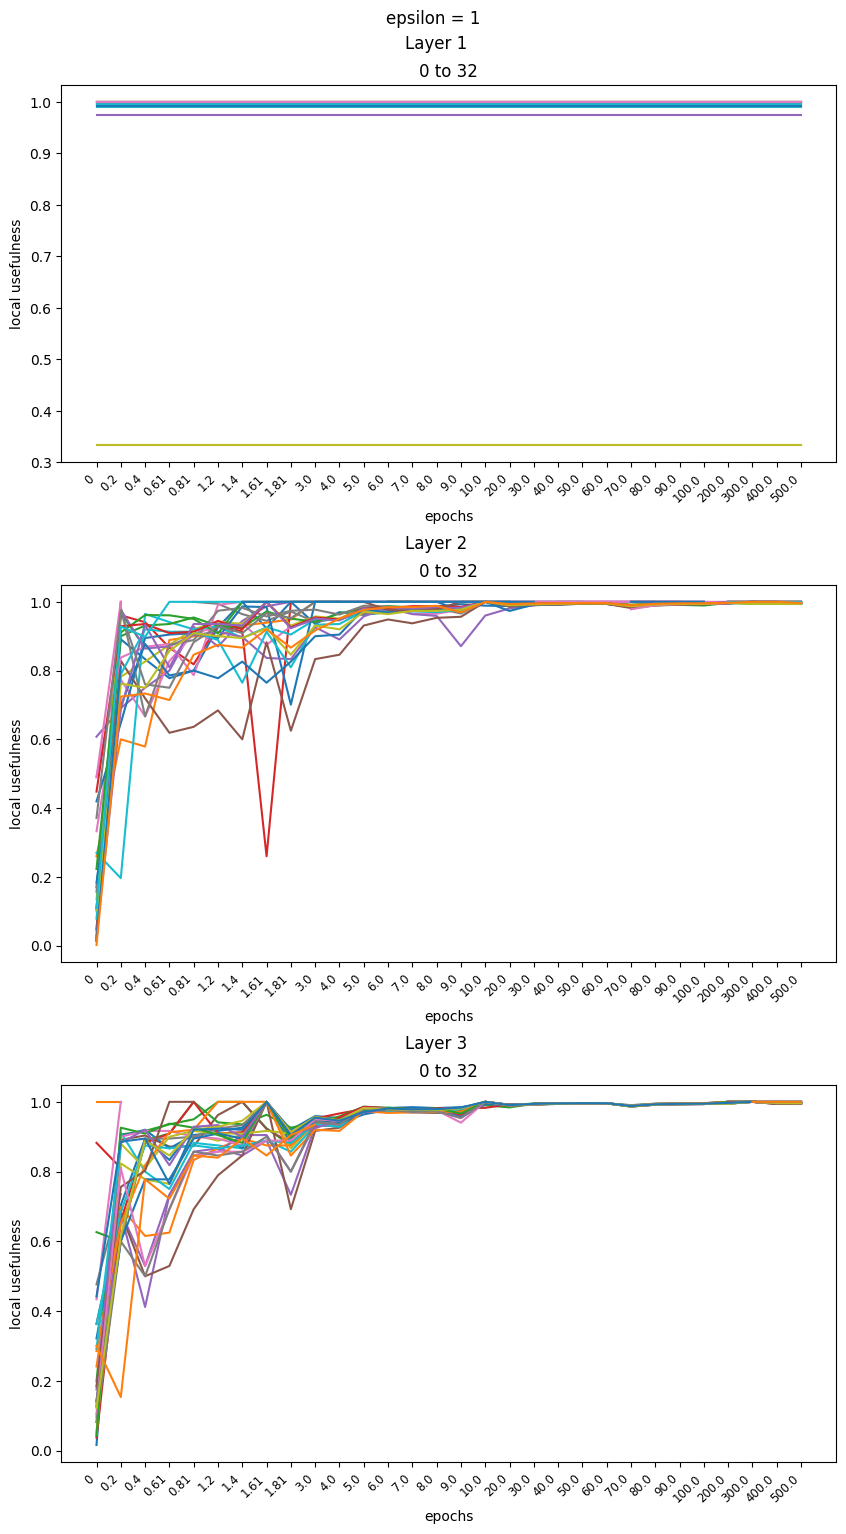 epsilon = 1
Layer 1
0 to 32
1.0
0.9
0.8
0.7
0.6
0.5
0.4
0.3
local usefulness
0 0.2 0.4 0.61 0.81 1.2 1.4 1.61 1.81 3.0 4.0 5.0 6.0 7.0 8.0 9.0 10.0 20.0 30.0 40.0 50.0 60.0 70.0 80.0 90.0 100.0 200.0 300.0 400.0 500.0
epochs
Layer 2
0 to 32
1.0
0.8
0.6
0.4
0.2
0.0
local usefulness
0 0.2 0.4 0.61 0.81 1.2 1.4 1.61 1.81 3.0 4.0 5.0 6.0 7.0 8.0 9.0 10.0 20.0 30.0 40.0 50.0 60.0 70.0 80.0 90.0 100.0 200.0 300.0 400.0 500.0
epochs
Layer 3
0 to 32
1.0
0.8
0.6
0.4
0.2
0.0
local usefulness
0 0.2 0.4 0.61 0.81 1.2 1.4 1.61 1.81 3.0 4.0 5.0 6.0 7.0 8.0 9.0 10.0 20.0 30.0 40.0 50.0 60.0 70.0 80.0 90.0 100.0 200.0 300.0 400.0 500.0
epochs